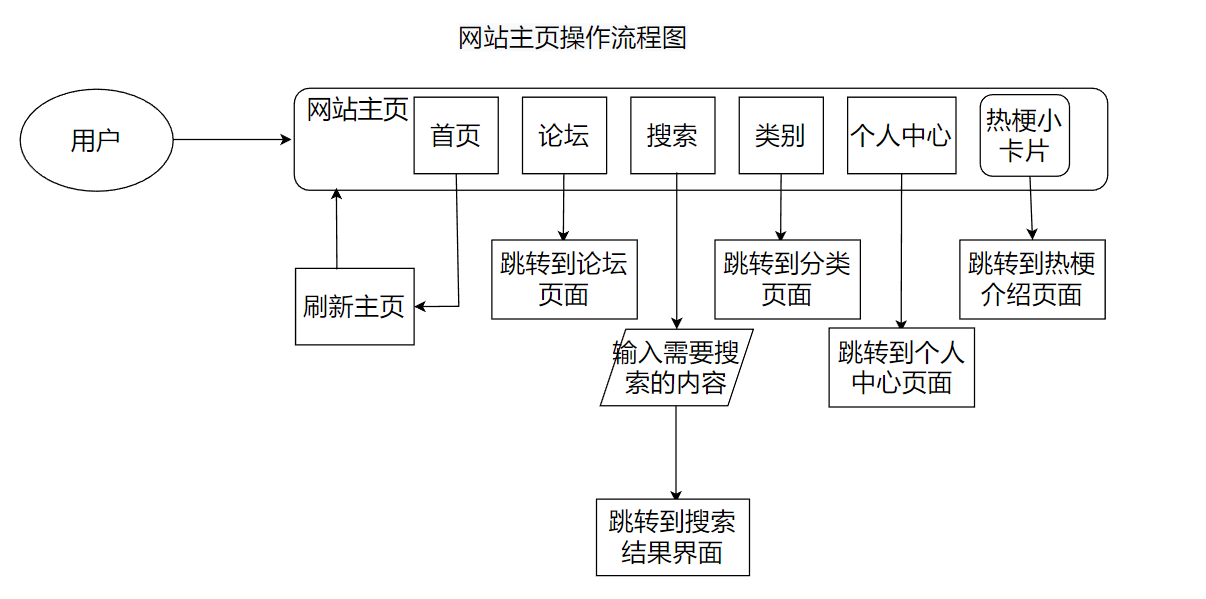 网站主页操作流程图
用户
网站主页
首页
论坛
搜索
类别
个人中心
热梗小
卡片
刷新主页
跳转到论坛
页面
跳转到分类
页面
跳转到热梗
介绍页面
输入需要搜
索的内容
跳转到个人
中心页面
跳转到搜索
结果界面